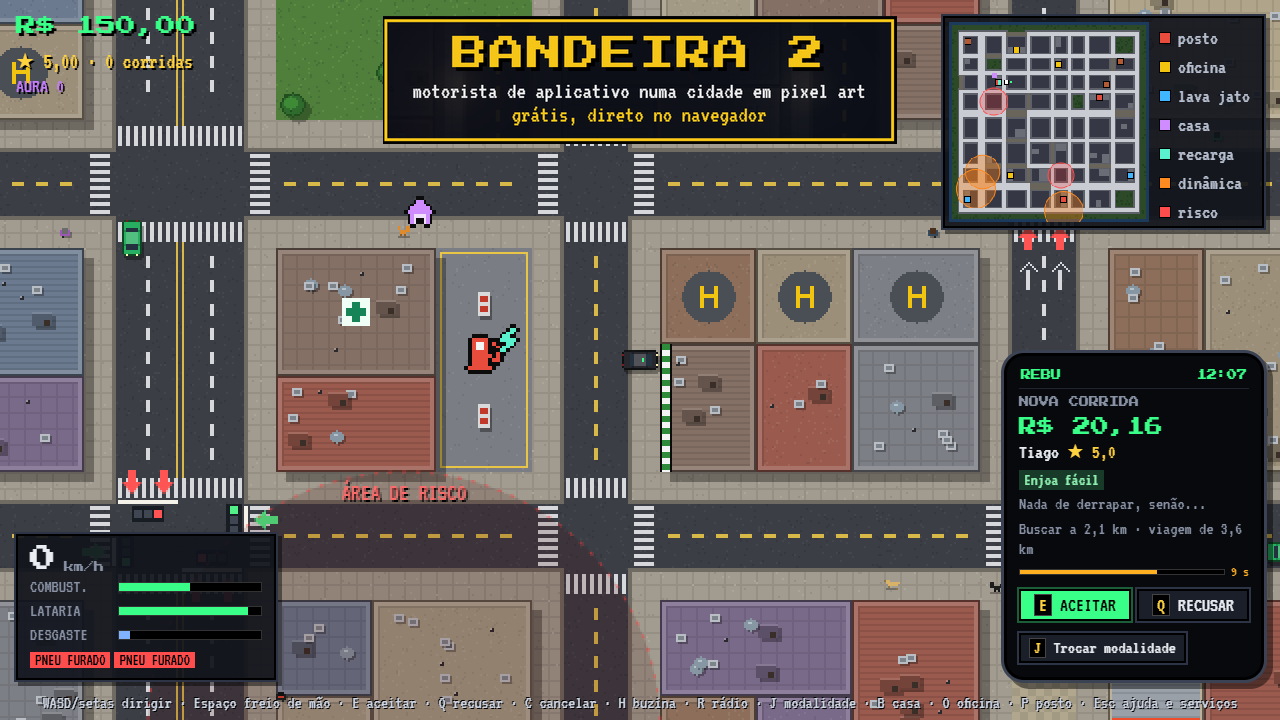 R$ 150,00
5,00 · 0 corridas
AURA 0
H
BANDEIRA 2
motorista de aplicativo numa cidade em pixel art
grátis, direto no navegador
posto
oficina
lava jato
casa
recarga
dinâmica
risco
H H H
ÁREA DE RISCO
0 km/h
COMBUST.
LATARIA
DESGASTE
PNEU FURADO PNEU FURADO
REBU 12:07
NOVA CORRIDA
R$ 20,16
Tiago ★ 5,0
Enjoa fácil
Nada de derrapar, senão...
Buscar a 2,1 km · viagem de 3,6
km
9 s
E ACEITAR Q RECUSAR
J Trocar modalidade
WASD/setas dirigir · Espaço freio de mão · E aceitar · Q recusar · C cancelar · H buzina · R rádio · J modalidade · B casa · O oficina · P posto · Esc ajuda e serviços